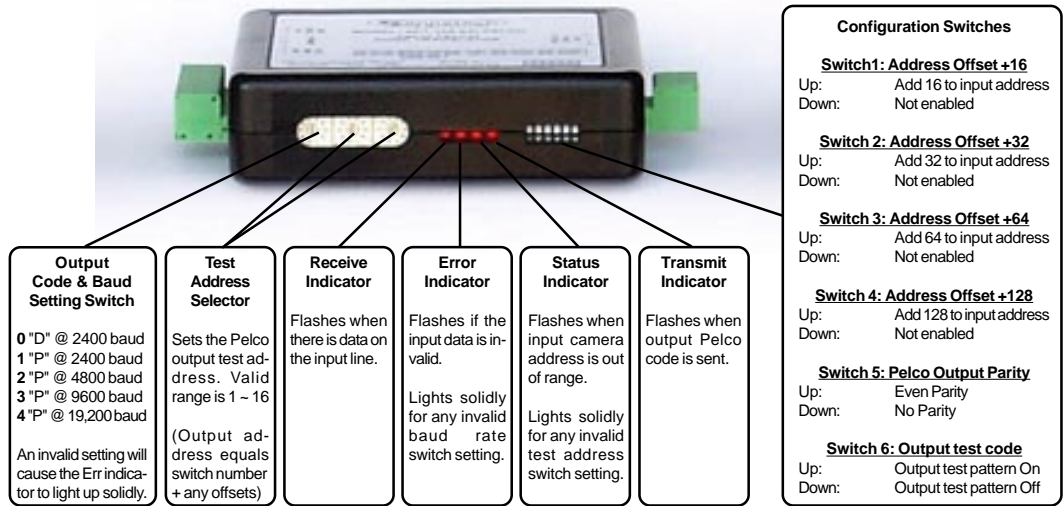 Configuration Switches
Switch1: Address Offset +16
Up: Add 16 to input address
Down: Not enabled
Switch 2: Address Offset +32
Up: Add 32 to input address
Down: Not enabled
Switch 3: Address Offset +64
Up: Add 64 to input address
Down: Not enabled
Switch 4: Address Offset +128
Up: Add 128 to input address
Down: Not enabled
Switch 5: Pelco Output Parity
Up: Even Parity
Down: No Parity
Switch 6: Output test code
Up: Output test pattern On
Down: Output test pattern Off
Output
Code & Baud
Setting Switch
0 "D" @ 2400 baud
1 "P" @ 2400 baud
2 "P" @ 4800 baud
3 "P" @ 9600 baud
4 "P" @ 19,200 baud
An invalid setting will
cause the Err indica-
tor to light up solidly.
Test
Address
Selector
Sets the Pelco
output test ad-
dress. Valid
range is 1 ~ 16
(Output ad-
dress equals
switch number
+ any offsets)
Receive
Indicator
Flashes when
there is data on
the input line.
Error
Indicator
Flashes if the
input data is in-
valid.
Lights solidly
for any invalid
baud rate
switch setting.
Status
Indicator
Flashes when
input camera
address is out
of range.
Lights solidly
for any invalid
test address
switch setting.
Transmit
Indicator
Flashes when
output Pelco
code is sent.